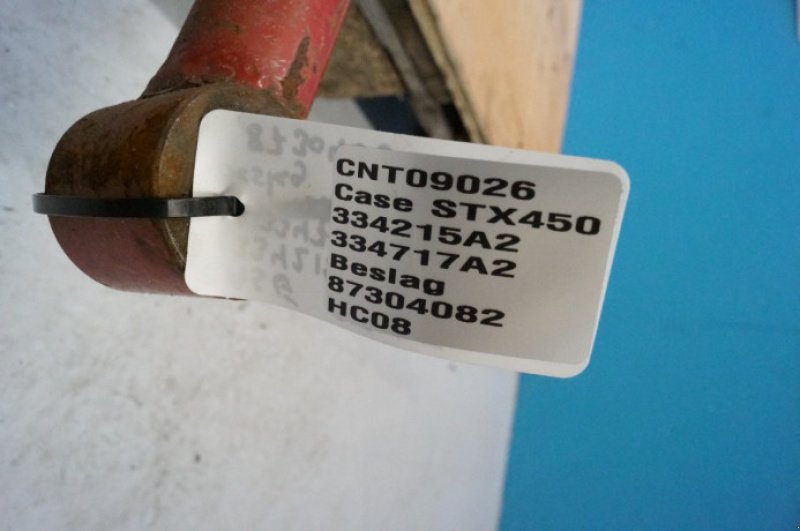 CNT09026
Case STX450
334215A2
334717A2
Beslag
87304082
HC08